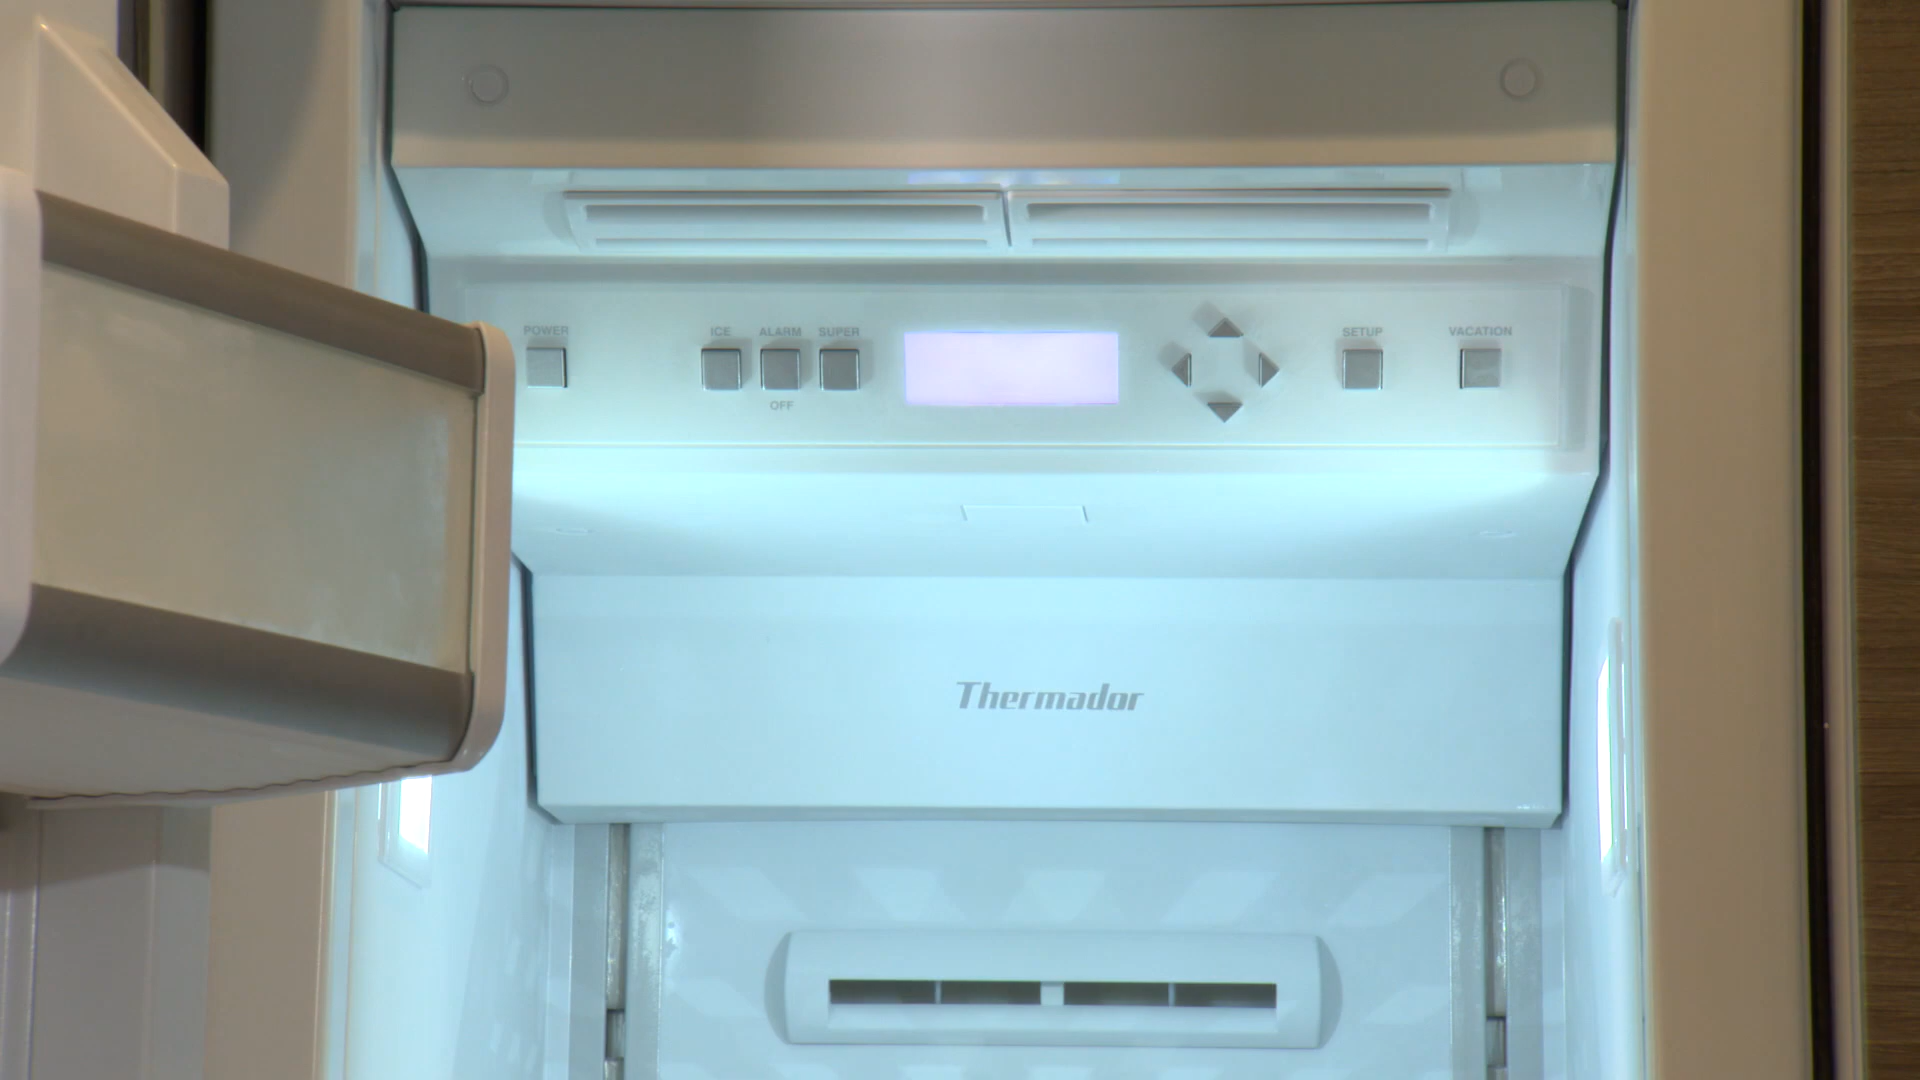 POWER
ICE ALARM SUPER
OFF
SETUP
VACATION
Thermador